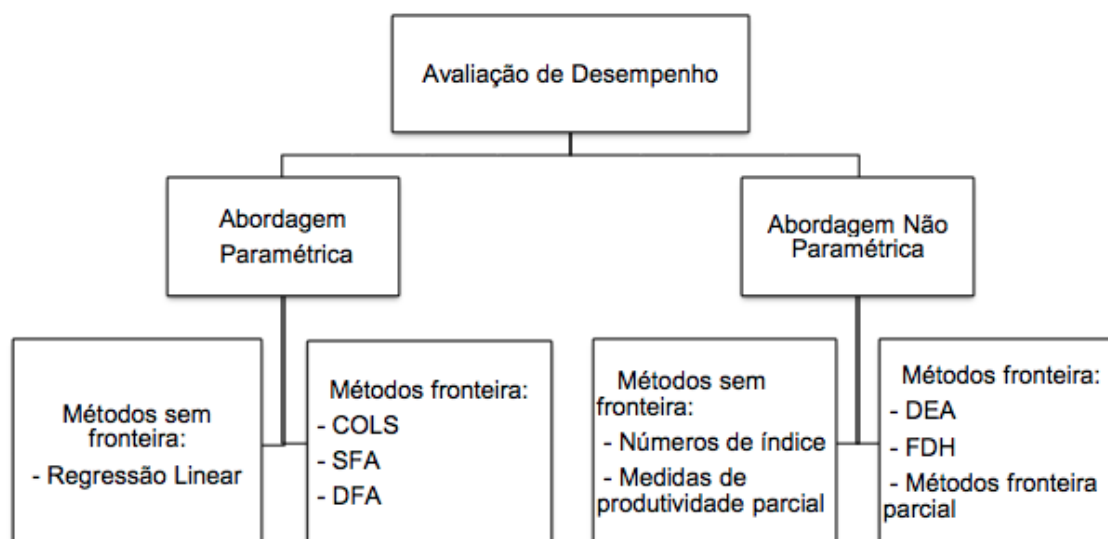 Avaliação de Desempenho
Abordagem
Paramétrica
Abordagem Não
Paramétrica
Métodos sem
fronteira:
- Regressão Linear
Métodos fronteira:
- COLS
- SFA
- DFA
Métodos sem
fronteira:
- Números de índice
- Medidas de
produtividade parcial
Métodos fronteira:
- DEA
- FDH
- Métodos fronteira
parcial